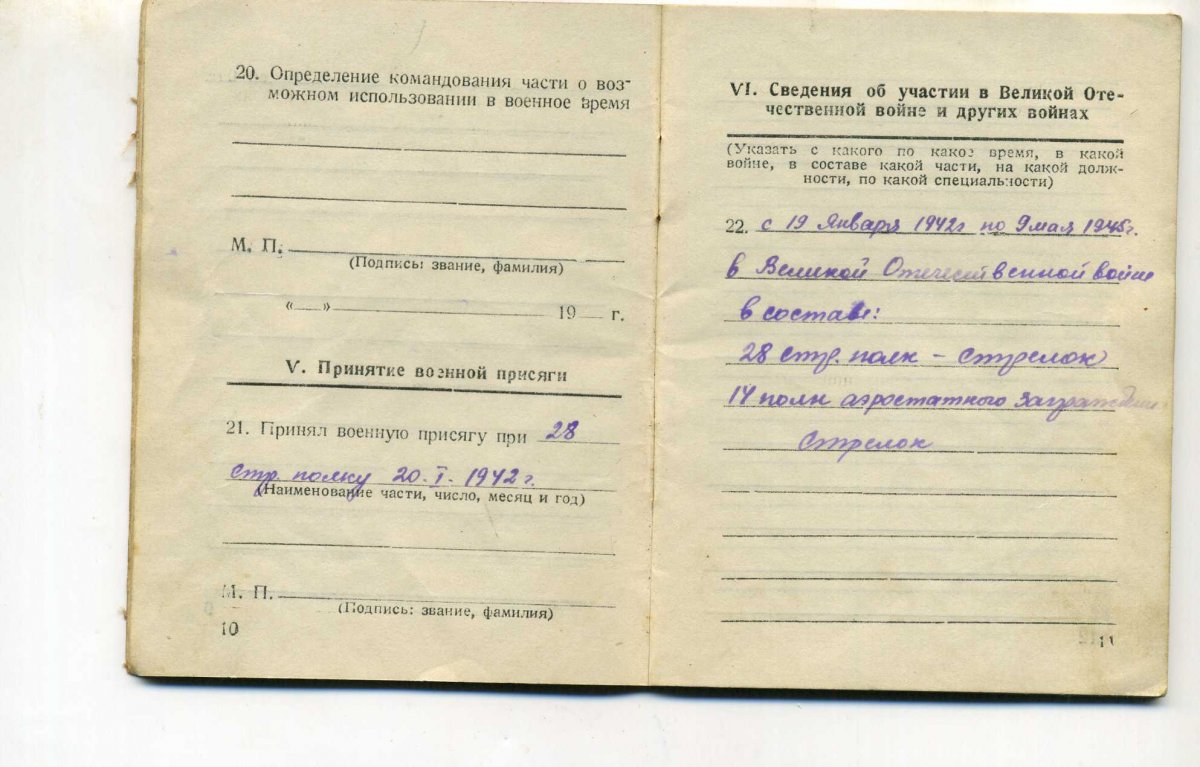 20. Определение командования части о воз-
можном использовании в военное время
М. П.
(Подпись: звание, фамилия)
« » 19 г.
V. Принятие военной присяги
21. Принял военную присягу при 28
стр. полку 20.I.1942г.
(Наименование части, число, месяц и год)
М. П.
(Подпись: звание, фамилия)
10
VI. Сведения об участии в Великой Оте-
чественной войне и других войнах
(Указать с какого по какое время, в какой
войне, в составе какой части, на какой долж-
ности, по какой специальности)
22. с 19 Января 1942г по 9 мая 1945г.
в Великой Отечественной войне
в составе:
28 стр. полк – стрелок
14 полк аэростатного заграждения
стрелок
11